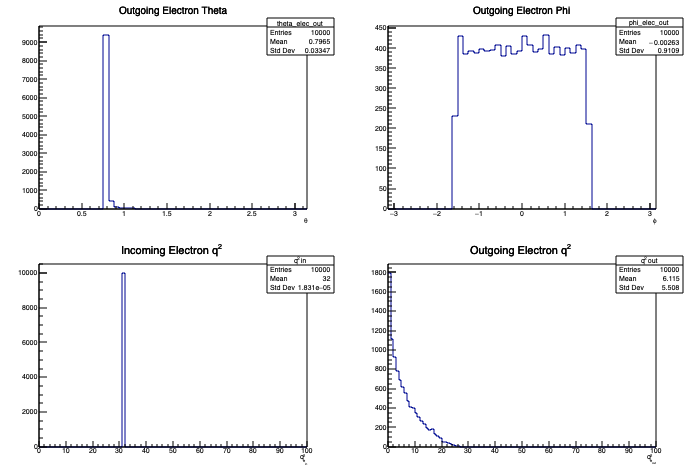 Outgoing Electron Theta
theta_elec_out
Entries 10000
Mean 0.7965
Std Dev 0.03347
9000
8000
7000
6000
5000
4000
3000
2000
1000
0
0 0.5 1 1.5 2 2.5 3
θ
Outgoing Electron Phi
phi_elec_out
Entries 10000
Mean −0.00263
Std Dev 0.9109
450
400
350
300
250
200
150
100
50
0
−3 −2 −1 0 1 2 3
φ
Incoming Electron q²
q² in
Entries 10000
Mean 32
Std Dev 1.831e−05
10000
8000
6000
4000
2000
0
0 10 20 30 40 50 60 70 80 90 100
Outgoing Electron q²
q² out
Entries 10000
Mean 6.115
Std Dev 5.508
1800
1600
1400
1200
1000
800
600
400
200
0
0 10 20 30 40 50 60 70 80 90 100